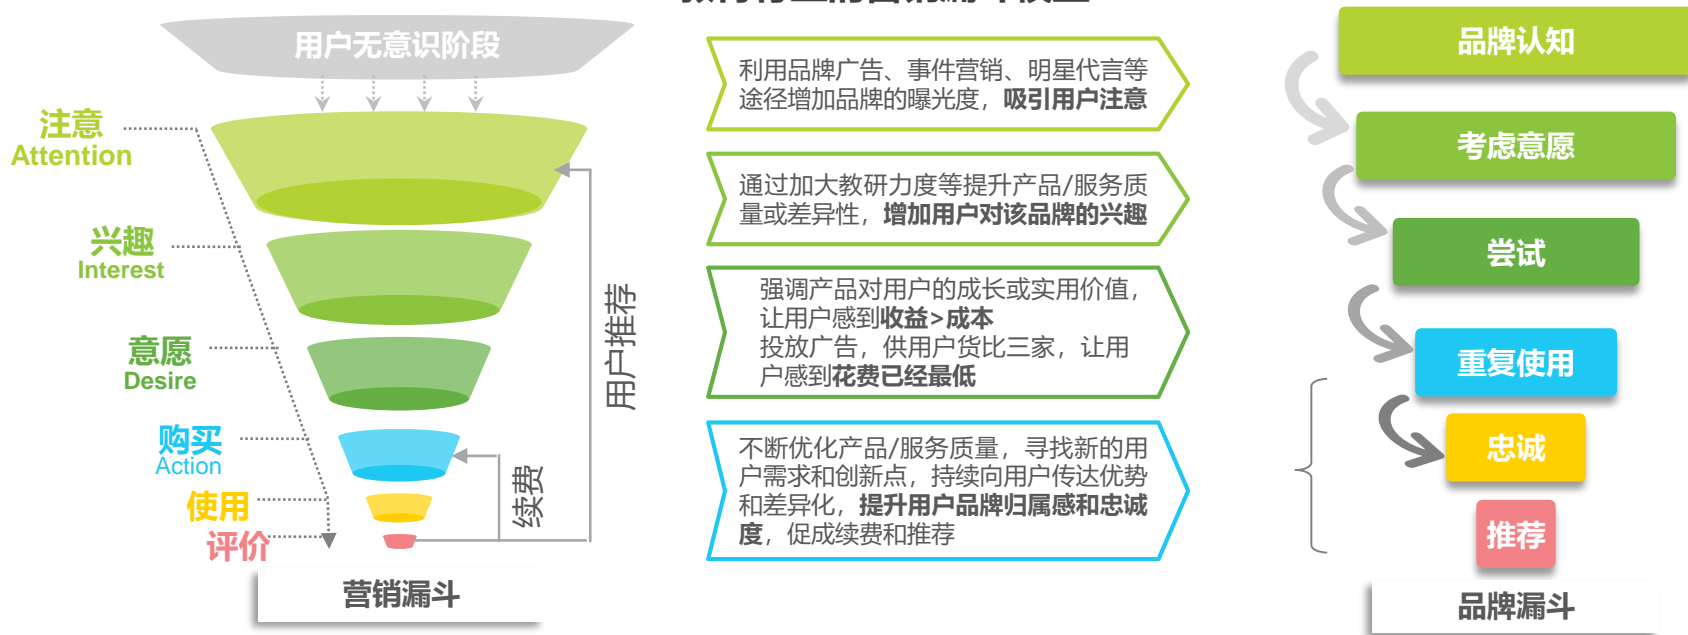 用户无意识阶段
注意
Attention
兴趣
Interest
意愿
Desire
购买
Action
使用
评价
用户推荐
续费
营销漏斗
利用品牌广告、事件营销、明星代言等
途径增加品牌的曝光度，吸引用户注意
通过加大教研力度等提升产品/服务质
量或差异性，增加用户对该品牌的兴趣
强调产品对用户的成长或实用价值，
让用户感到收益>成本
投放广告，供用户货比三家，让用
户感到花费已经最低
不断优化产品/服务质量，寻找新的用
户需求和创新点，持续向用户传达优势
和差异化，提升用户品牌归属感和忠诚
度，促成续费和推荐
品牌认知
考虑意愿
尝试
重复使用
忠诚
推荐
品牌漏斗